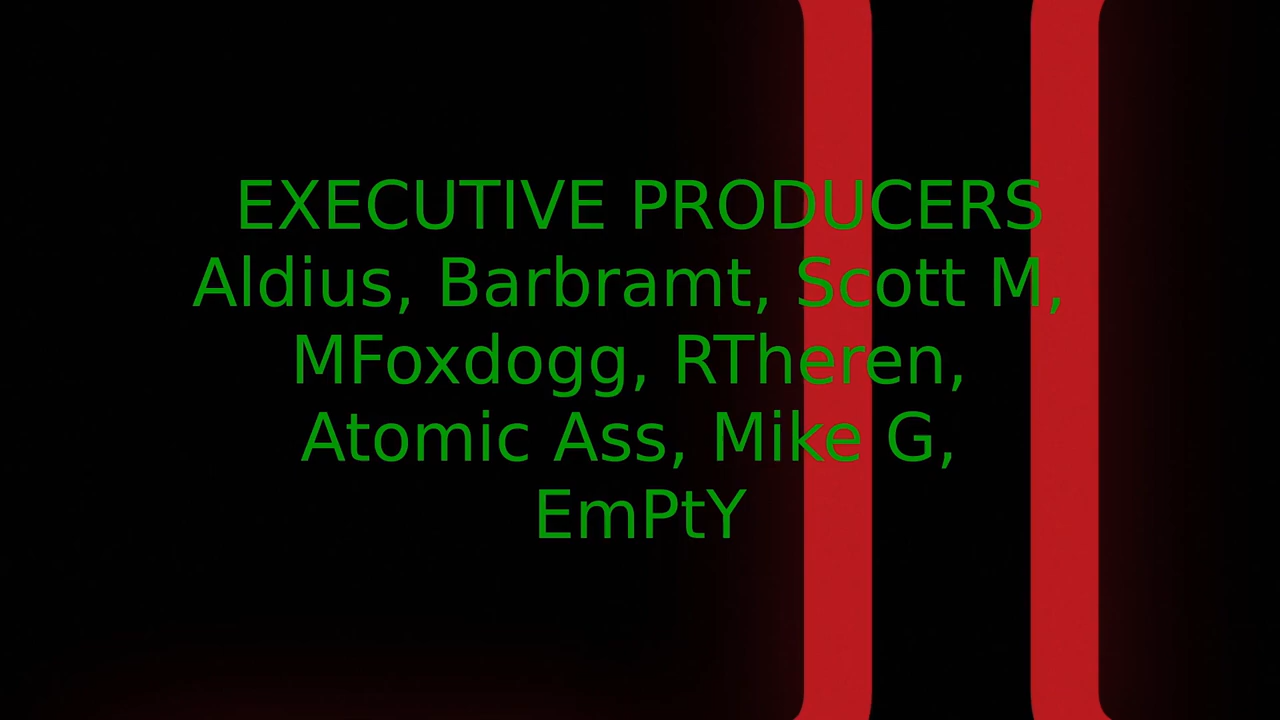 EXECUTIVE PRODUCERS
Aldius, Barbramt, Scott M,
MFoxdogg, RTheren,
Atomic Ass, Mike G,
EmPtY